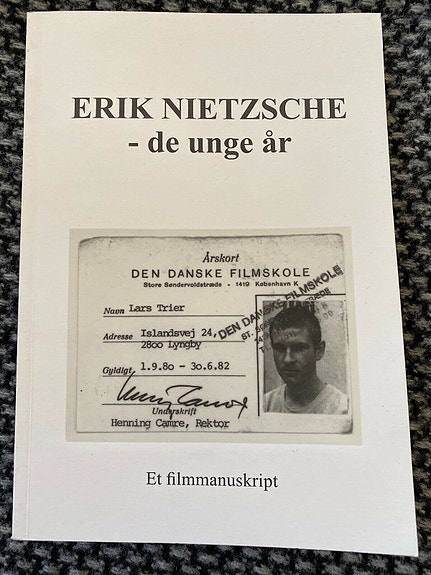 ERIK NIETZSCHE
- de unge år
Årskort
DEN DANSKE FILMSKOLE
Store Søndervoldstræde - 1419 København K
Navn Lars Trier
Adresse Islandsvej 24,
2800 Lyngby
Gyldigt 1.9.80 - 30.6.82
Underskrift
Henning Camre, Rektor
DEN DANSKE FILMSKOLE
Et filmmanuskript